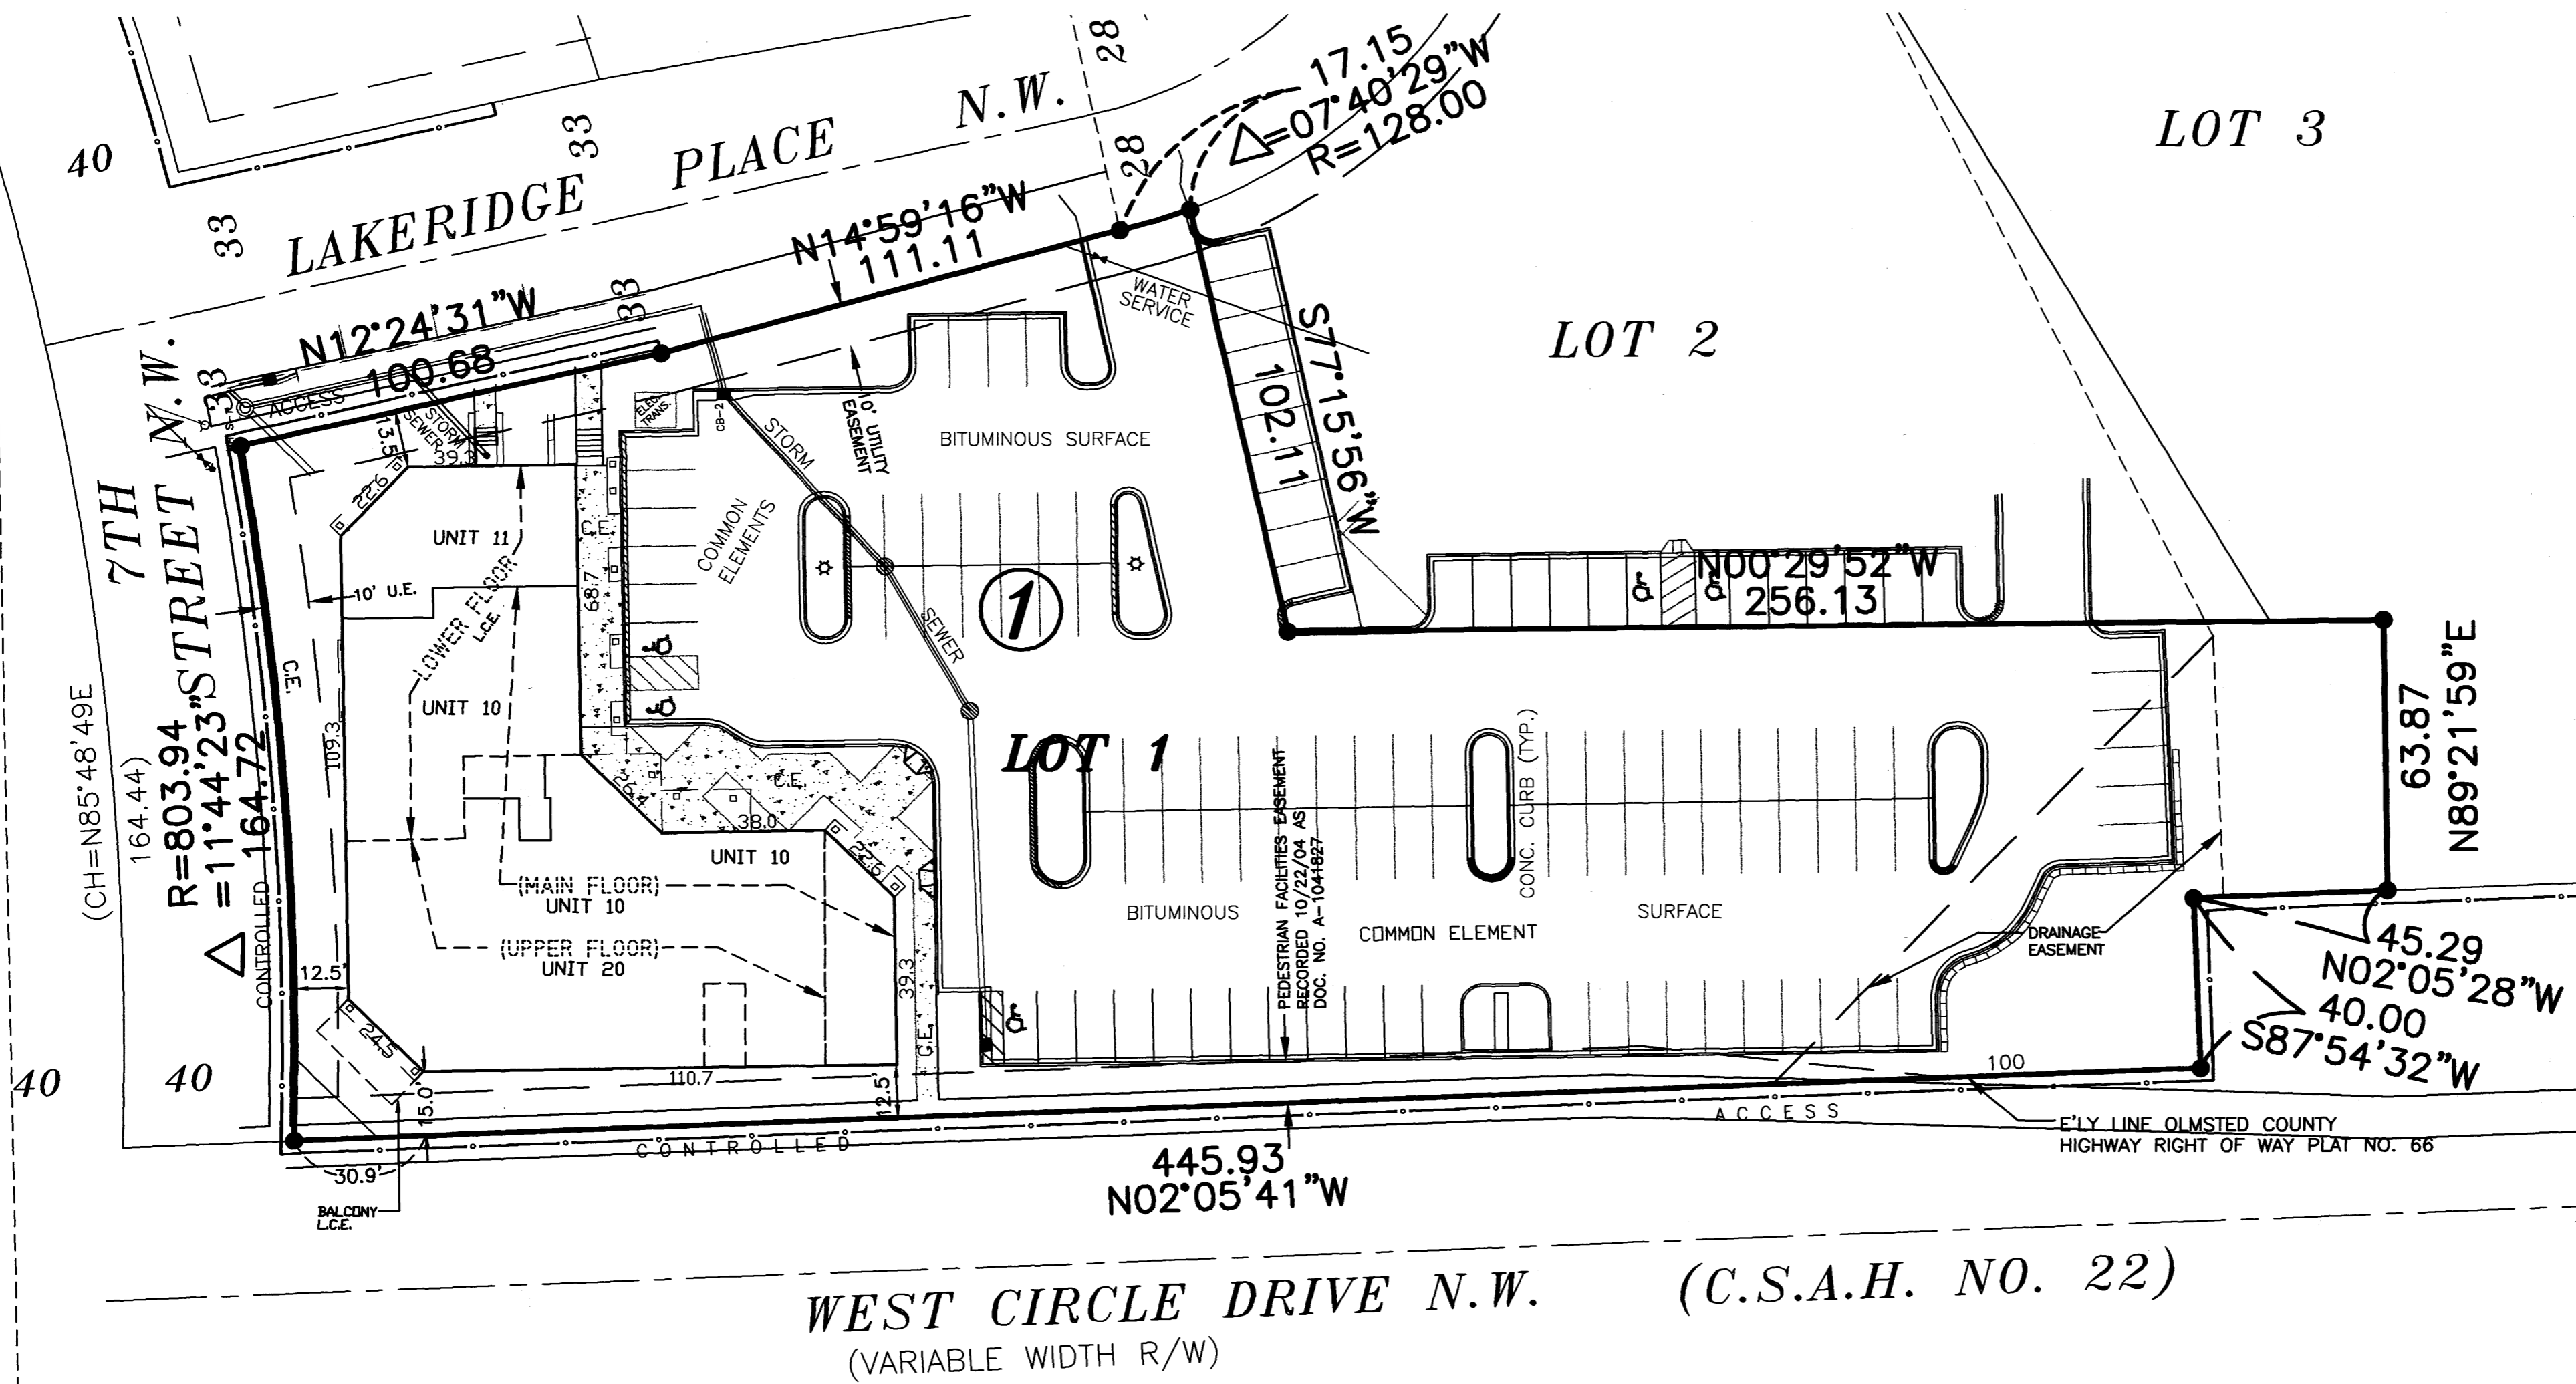 40
33
LAKERIDGE PLACE N.W.
33
28
28
17.15
△=07°40'29"W
R=128.00
LOT 3
N14°59'16"W
111.11
33
N12°24'31"W
100.68
33
ACCESS
WATER
SERVICE
LOT 2
S77°15'56"W
102.11
7TH
STREET N.W.
STORM
SEWER
13.5'
39.3
22.6
ELEC.
TRANS.
CB-2
STORM
SEWER
10' UTILITY
EASEMENT
BITUMINOUS SURFACE
COMMON
ELEMENTS
1
C.E.
UNIT 11
68.7
10' U.E.
LOWER FLOOR
L.C.E.
UNIT 10
C.E.
109.3
N00°29'52"W
256.13
63.87
N89°21'59"E
(CH=N85°48'49E
164.44)
R=803.94
△=11°44'23"
164.72
CONTROLLED
LOT 1
26.4
C.E.
38.0
22.6
UNIT 10
(MAIN FLOOR)
UNIT 10
(UPPER FLOOR)
UNIT 20
39.3
C.E.
PEDESTRIAN FACILITIES EASEMENT
RECORDED 10/22/04 AS
DOC. NO. A-1041827
CONC. CURB (TYP.)
BITUMINOUS
COMMON ELEMENT
SURFACE
DRAINAGE
EASEMENT
45.29
N02°05'28"W
40.00
S87°54'32"W
12.5'
24.5
40
40
15.0'
110.7
12.5'
100
30.9'
BALCONY
L.C.E.
CONTROLLED
ACCESS
E'LY LINE OLMSTED COUNTY
HIGHWAY RIGHT OF WAY PLAT NO. 66
445.93
N02°05'41"W
WEST CIRCLE DRIVE N.W. (C.S.A.H. NO. 22)
(VARIABLE WIDTH R/W)